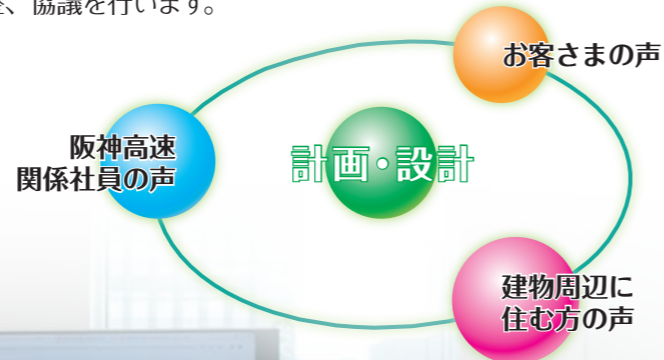 、協議を行います。
お客さまの声
阪神高速
関係社員の声
計画・設計
建物周辺に
住む方の声